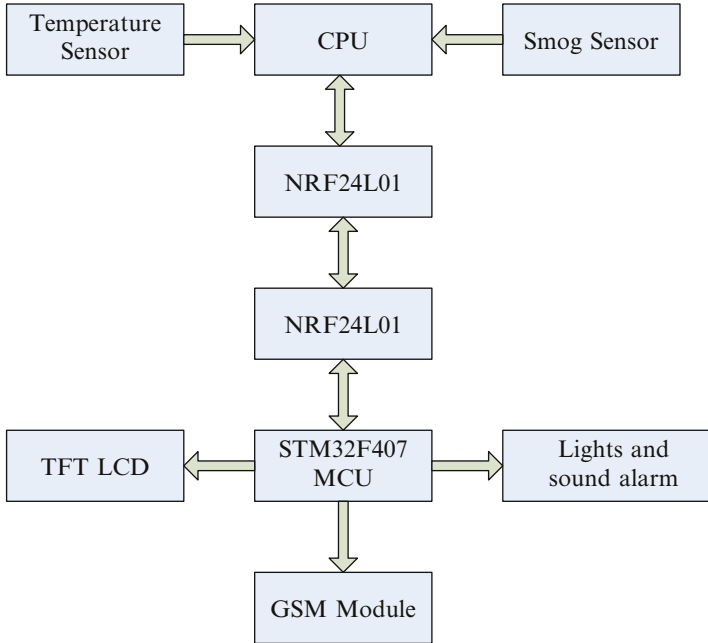 Temperature
Sensor
CPU
Smog Sensor
NRF24L01
NRF24L01
TFT LCD
STM32F407
MCU
Lights and
sound alarm
GSM Module